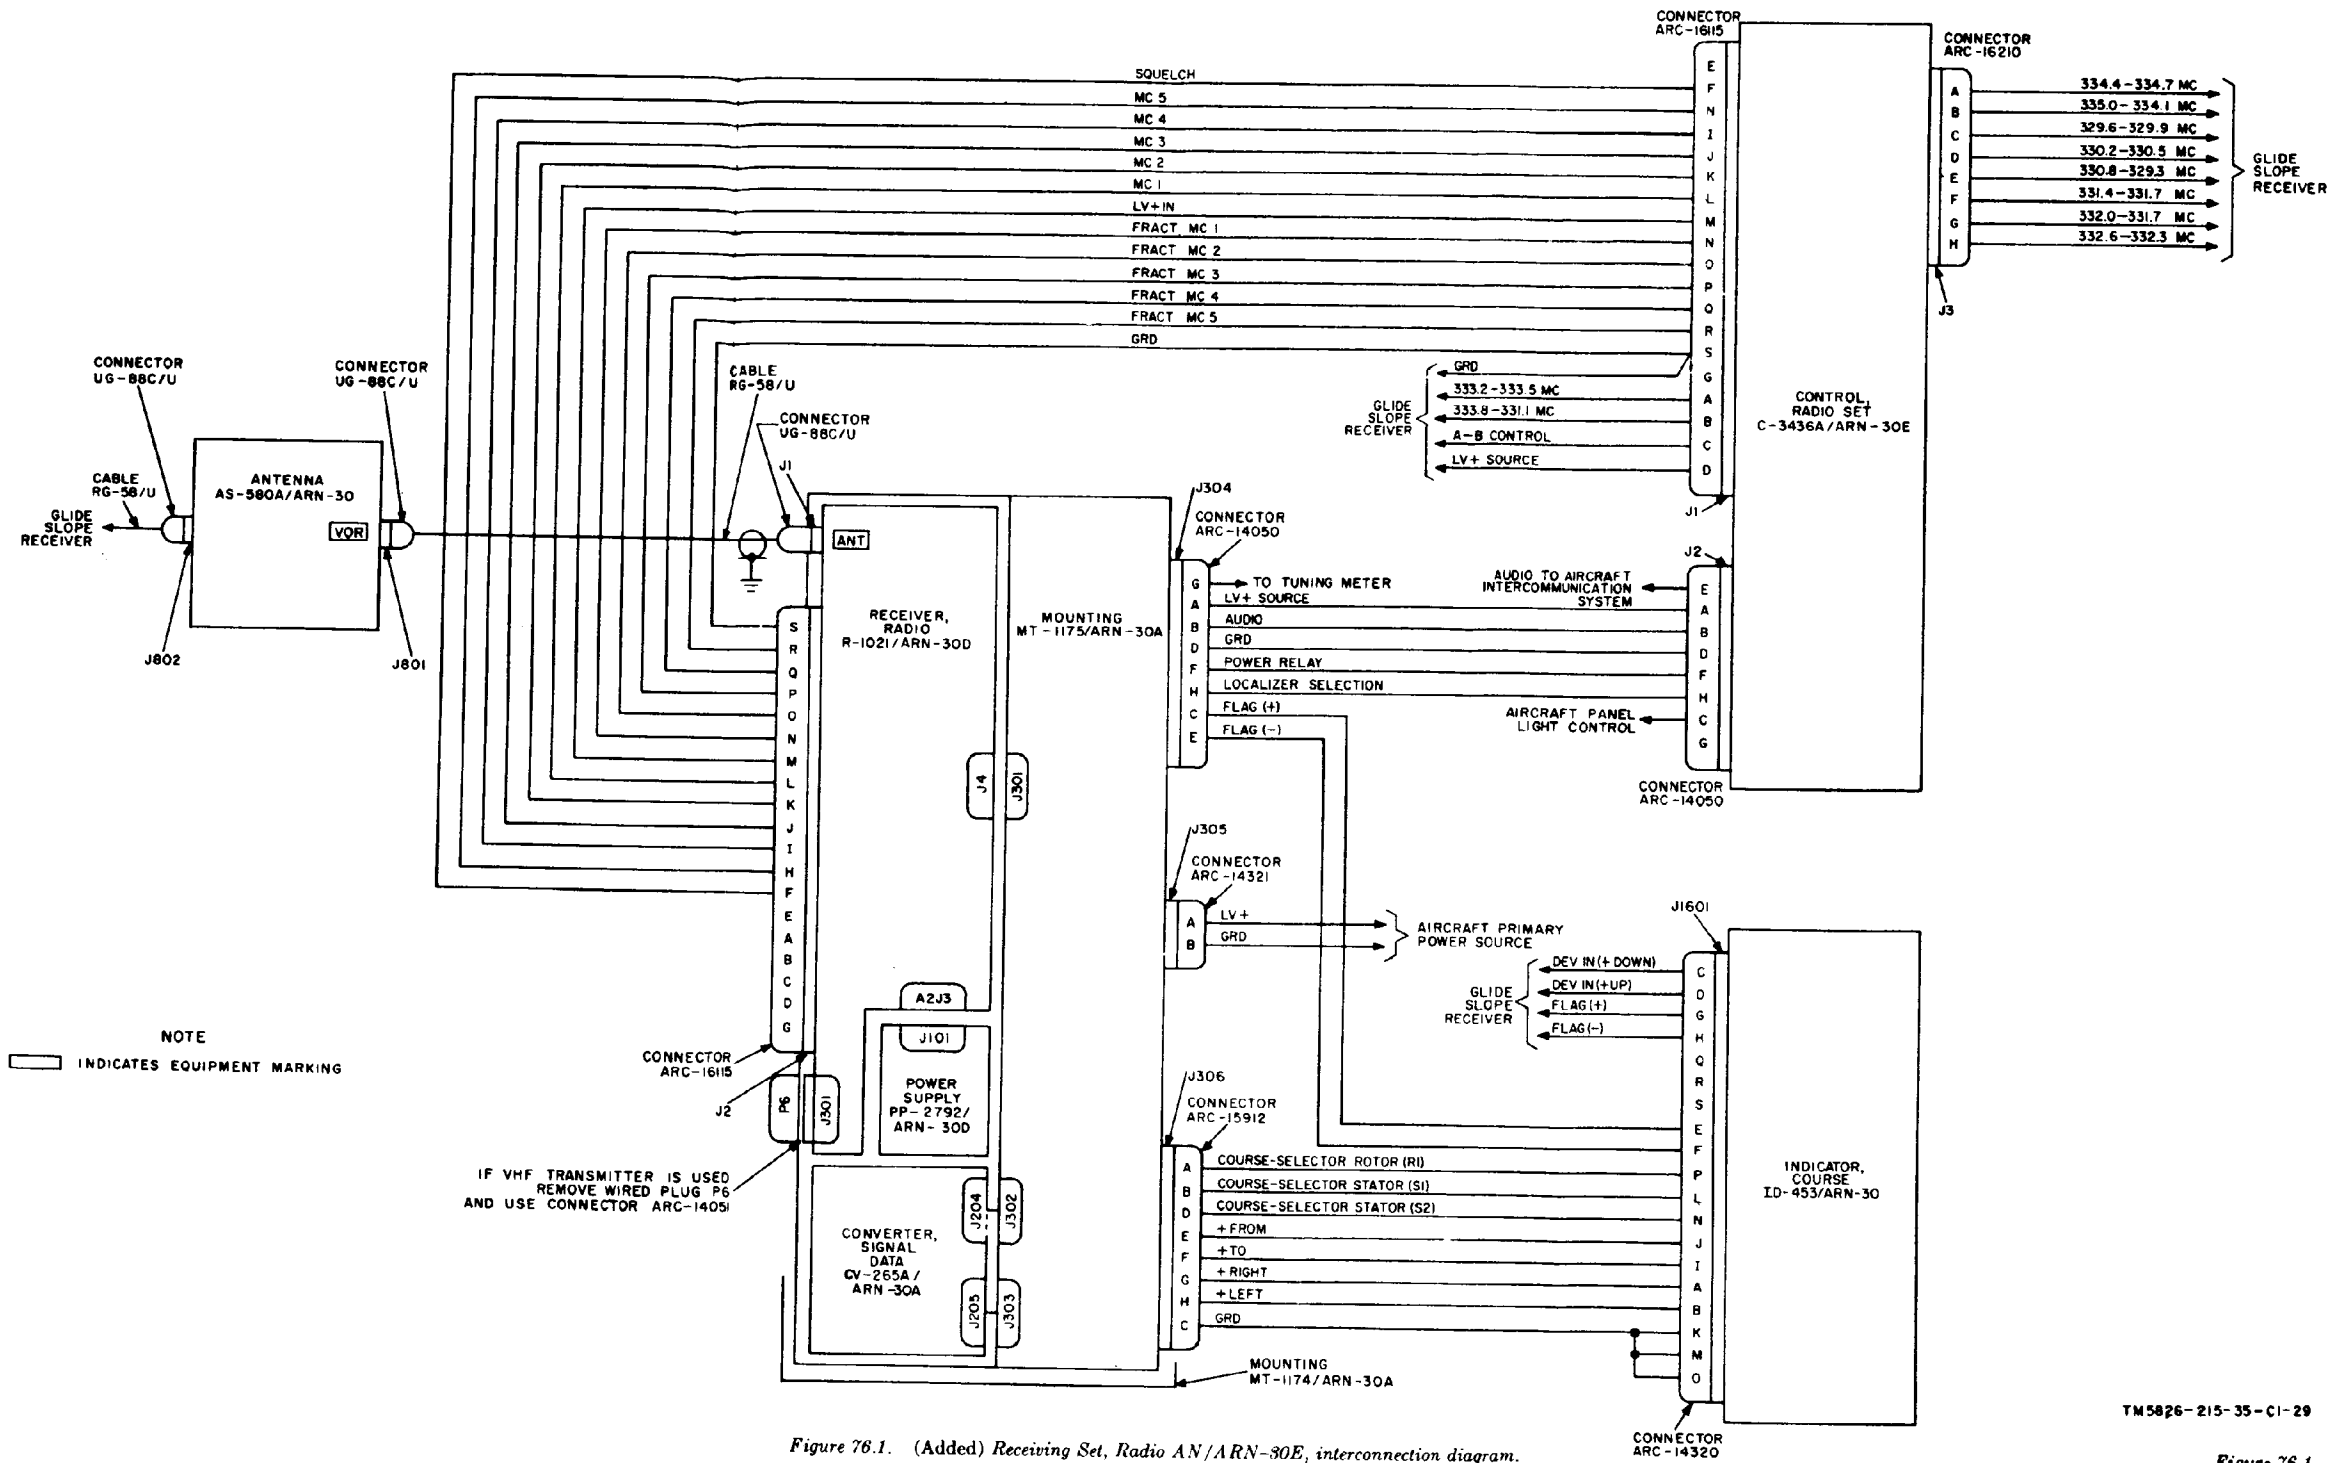 CONNECTOR
ARC-16115
E
F
N
I
J
K
L
M
N
O
P
Q
R
S
G
A
B
C
D
J1
CONNECTOR
ARC-16210
A
B
C
D
E
F
G
H
J3
334.4-334.7 MC
335.0-334.1 MC
329.6-329.9 MC
330.2-330.5 MC
330.8-329.3 MC
331.4-331.7 MC
332.0-331.7 MC
332.6-332.3 MC
GLIDE
SLOPE
RECEIVER
SQUELCH
MC 5
MC 4
MC 3
MC 2
MC 1
LV+IN
FRACT MC 1
FRACT MC 2
FRACT MC 3
FRACT MC 4
FRACT MC 5
GRD
GLIDE
SLOPE
RECEIVER
GRD
333.2-333.5 MC
333.8-331.1 MC
A-B CONTROL
LV+ SOURCE
CONTROL,
RADIO SET
C-3436A/ARN-30E
CONNECTOR
UG-88C/U
CONNECTOR
UG-88C/U
CABLE
RG-58/U
GLIDE
SLOPE
RECEIVER
ANTENNA
AS-580A/ARN-30
VOR
J802
J801
CABLE
RG-58/U
CONNECTOR
UG-88C/U
J1
ANT
RECEIVER,
RADIO
R-1021/ARN-30D
MOUNTING
MT-1175/ARN-30A
S
R
Q
P
O
N
M
L
K
J
I
H
F
E
A
B
C
D
G
CONNECTOR
ARC-16115
J2
P6
J301
IF VHF TRANSMITTER IS USED
REMOVE WIRED PLUG P6
AND USE CONNECTOR ARC-14051
J4
J301
A2J3
J101
POWER
SUPPLY
PP-2792/
ARN-30D
CONVERTER,
SIGNAL
DATA
CV-265A/
ARN-30A
J204
J302
J205
J303
MOUNTING
MT-1174/ARN-30A
J304
CONNECTOR
ARC-14050
G
A
B
D
F
H
C
E
TO TUNING METER
LV+ SOURCE
AUDIO
GRD
POWER RELAY
LOCALIZER SELECTION
FLAG (+)
FLAG (-)
AUDIO TO AIRCRAFT
INTERCOMMUNICATION
SYSTEM
AIRCRAFT PANEL
LIGHT CONTROL
J2
E
A
B
D
F
H
C
G
CONNECTOR
ARC-14050
J305
CONNECTOR
ARC-14321
A
B
LV+
GRD
AIRCRAFT PRIMARY
POWER SOURCE
J306
CONNECTOR
ARC-15912
A
B
D
E
F
G
H
C
COURSE-SELECTOR ROTOR (R1)
COURSE-SELECTOR STATOR (S1)
COURSE-SELECTOR STATOR (S2)
+FROM
+TO
+RIGHT
+LEFT
GRD
J1601
GLIDE
SLOPE
RECEIVER
DEV IN (+DOWN)
DEV IN (+UP)
FLAG (+)
FLAG (-)
C
D
G
H
Q
R
S
E
F
P
L
N
J
I
A
B
K
M
O
INDICATOR,
COURSE
ID-453/ARN-30
CONNECTOR
ARC-14320
NOTE
INDICATES EQUIPMENT MARKING
TM5826-215-35-C1-29
Figure 76.1. (Added) Receiving Set, Radio AN/ARN-30E, interconnection diagram.